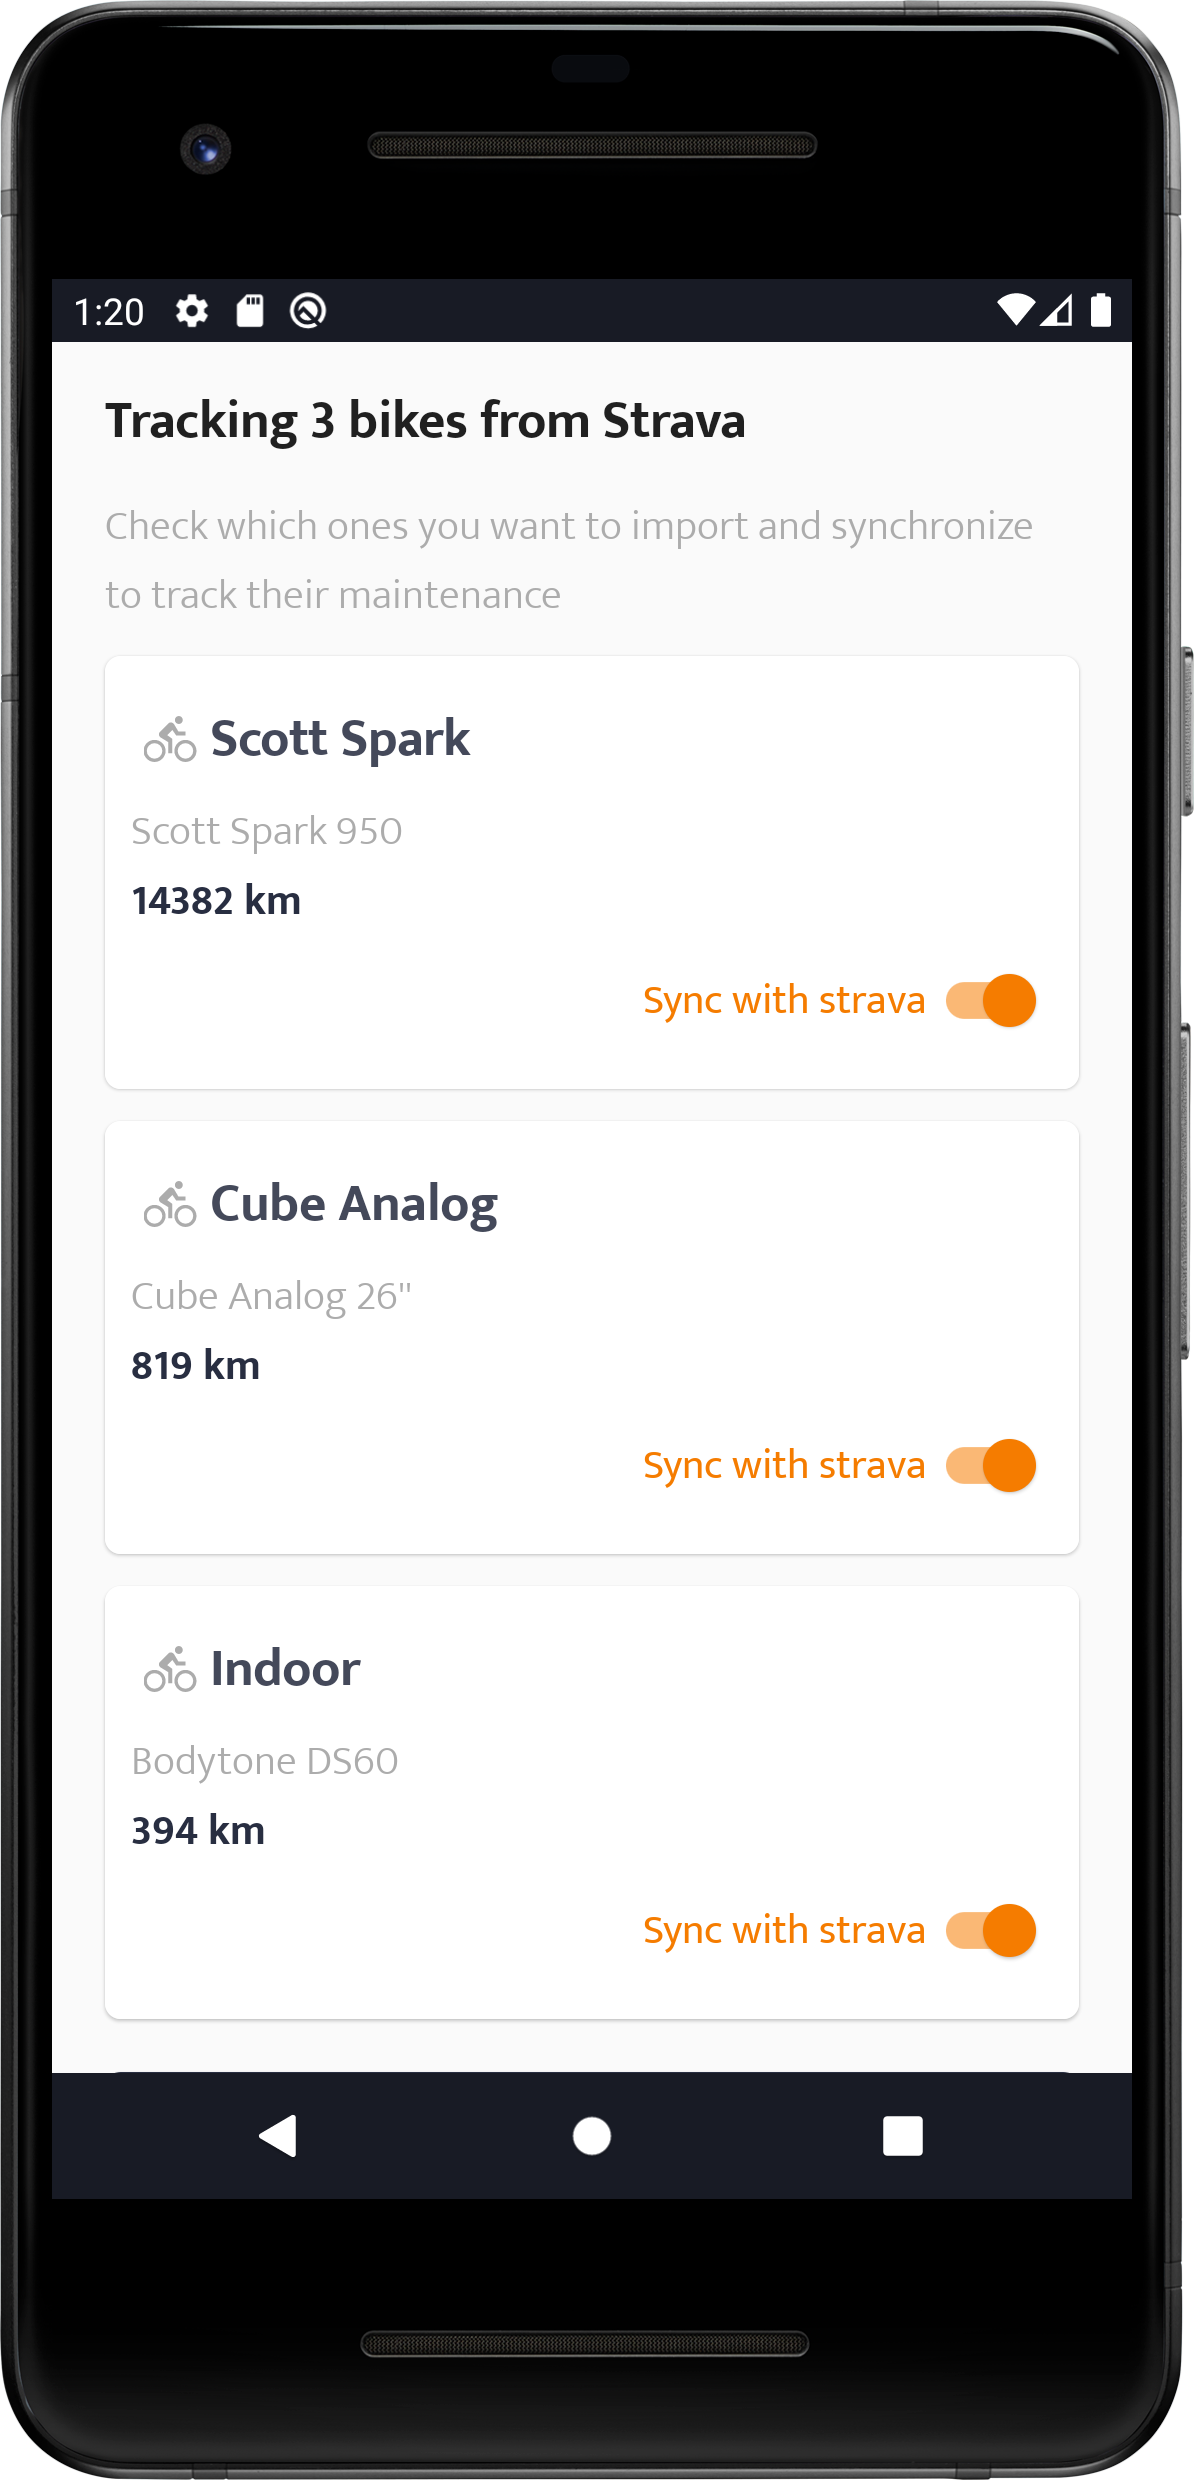 1:20
Tracking 3 bikes from Strava
Check which ones you want to import and synchronize
to track their maintenance
Scott Spark
Scott Spark 950
14382 km
Sync with strava
Cube Analog
Cube Analog 26"
819 km
Sync with strava
Indoor
Bodytone DS60
394 km
Sync with strava